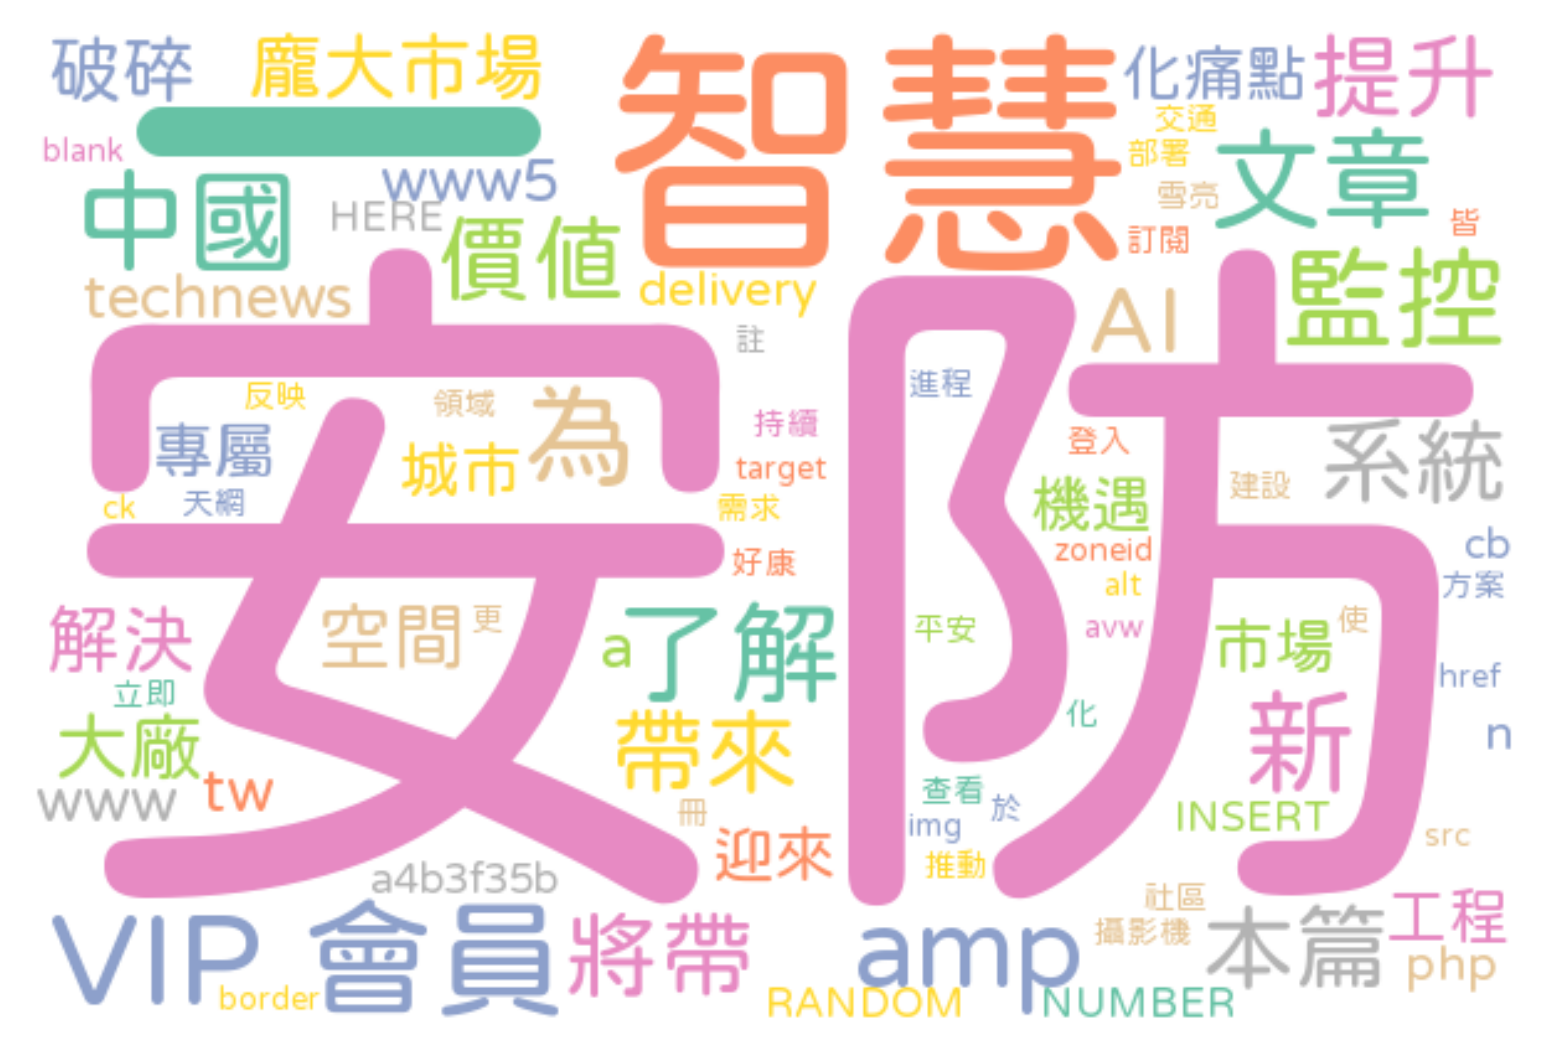 破碎 龐大市場 智慧 化痛點 提升
一 交通
blank www5 部署 文章
中國 HERE 價值 雪亮 訂閱 皆
technews delivery AI 監控
安防
註
反映 領域 為 進程
專屬 城市 持續 登入 系統
ck 天網 target 機遇 建設
需求 zoneid cb
好康 alt 方案
解決 空間 更 a 了解 平安 avw 市場 使
立即 href
大廠 帶來 化 新 n
www tw 冊 查看 於 INSERT
迎來 img 推動 src
a4b3f35b 社區 工程
VIP 會員 將帶 amp 攝影機 本篇 php
border RANDOM NUMBER